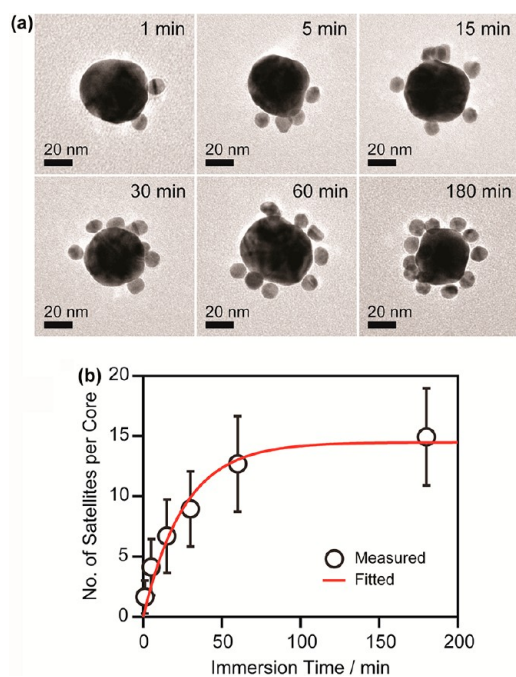 (a)
1 min
5 min
15 min
20 nm
20 nm
20 nm
30 min
60 min
180 min
20 nm
20 nm
20 nm
(b)
20
15
10
5
0
No. of Satellites per Core
Measured
Fitted
0
50
100
150
200
Immersion Time / min